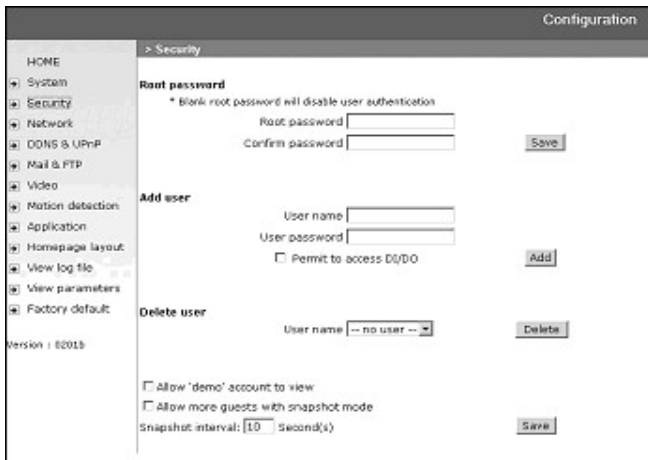 Configuration
> Security
HOME
System
Security
Network
DDNS & UPnP
Mail & FTP
Video
Motion detection
Application
Homepage layout
View log file
View parameters
Factory default
Version : 0201b
Root password
* Blank root password will disable user authentication
Root password
Confirm password
Save
Add user
User name
User password
Permit to access DI/DO
Add
Delete user
User name -- no user --
Delete
Allow 'demo' account to view
Allow more guests with snapshot mode
Snapshot interval: 10 Second(s)
Save